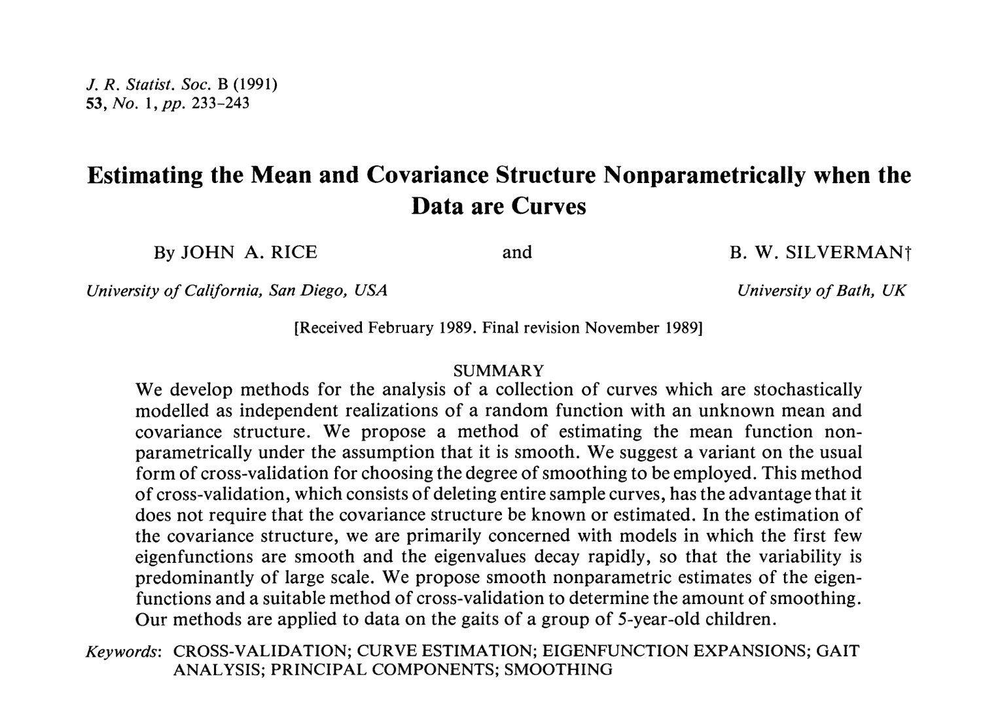 J. R. Statist. Soc. B (1991)
53, No. 1, pp. 233–243
Estimating the Mean and Covariance Structure Nonparametrically when the
Data are Curves
By JOHN A. RICE and B. W. SILVERMAN†
University of California, San Diego, USA University of Bath, UK
[Received February 1989. Final revision November 1989]
SUMMARY
We develop methods for the analysis of a collection of curves which are stochastically
modelled as independent realizations of a random function with an unknown mean and
covariance structure. We propose a method of estimating the mean function non-
parametrically under the assumption that it is smooth. We suggest a variant on the usual
form of cross-validation for choosing the degree of smoothing to be employed. This method
of cross-validation, which consists of deleting entire sample curves, has the advantage that it
does not require that the covariance structure be known or estimated. In the estimation of
the covariance structure, we are primarily concerned with models in which the first few
eigenfunctions are smooth and the eigenvalues decay rapidly, so that the variability is
predominantly of large scale. We propose smooth nonparametric estimates of the eigen-
functions and a suitable method of cross-validation to determine the amount of smoothing.
Our methods are applied to data on the gaits of a group of 5-year-old children.
Keywords: CROSS-VALIDATION; CURVE ESTIMATION; EIGENFUNCTION EXPANSIONS; GAIT
ANALYSIS; PRINCIPAL COMPONENTS; SMOOTHING